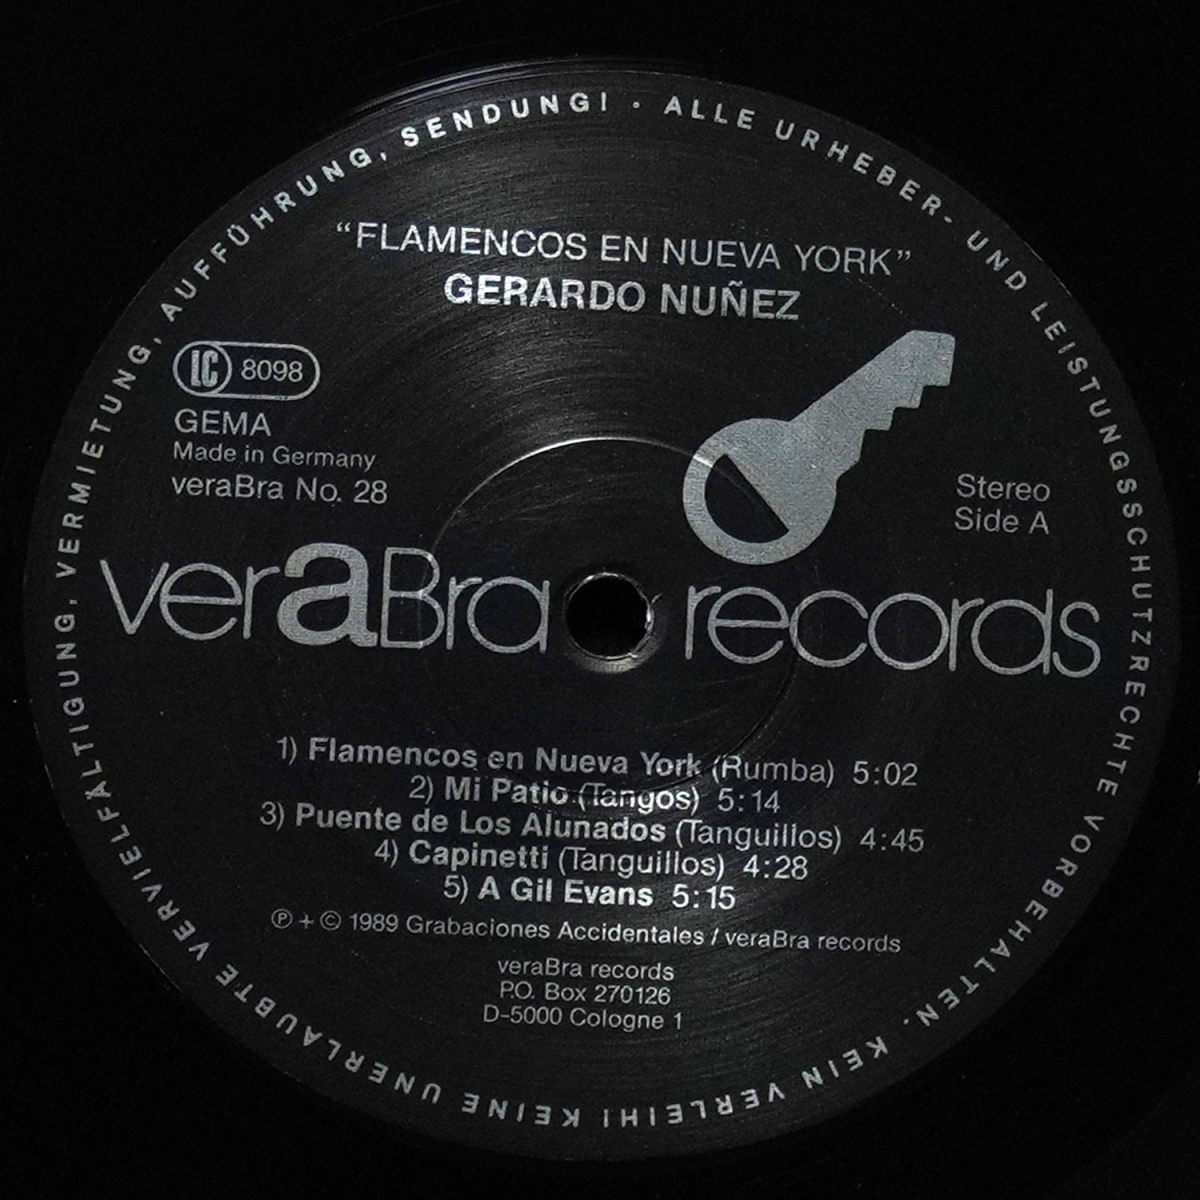 ALLE URHEBER- UND LEISTUNGSSCHUTZRECHTE VORBEHALTEN. KEIN VERLEIH! KEINE UNERLAUBTE VERVIELFÄLTIGUNG, VERMIETUNG, AUFFÜHRUNG, SENDUNG! ·
“FLAMENCOS EN NUEVA YORK”
GERARDO NUÑEZ
LC 8098
GEMA
Made in Germany
veraBra No. 28
Stereo
Side A
veraBra records
1) Flamencos en Nueva York (Rumba) 5:02
2) Mi Patio (Tangos) 5:14
3) Puente de Los Alunados (Tanguillos) 4:45
4) Capinetti (Tanguillos) 4:28
5) A Gil Evans 5:15
℗ + © 1989 Grabaciones Accidentales / veraBra records
veraBra records
P.O. Box 270126
D-5000 Cologne 1